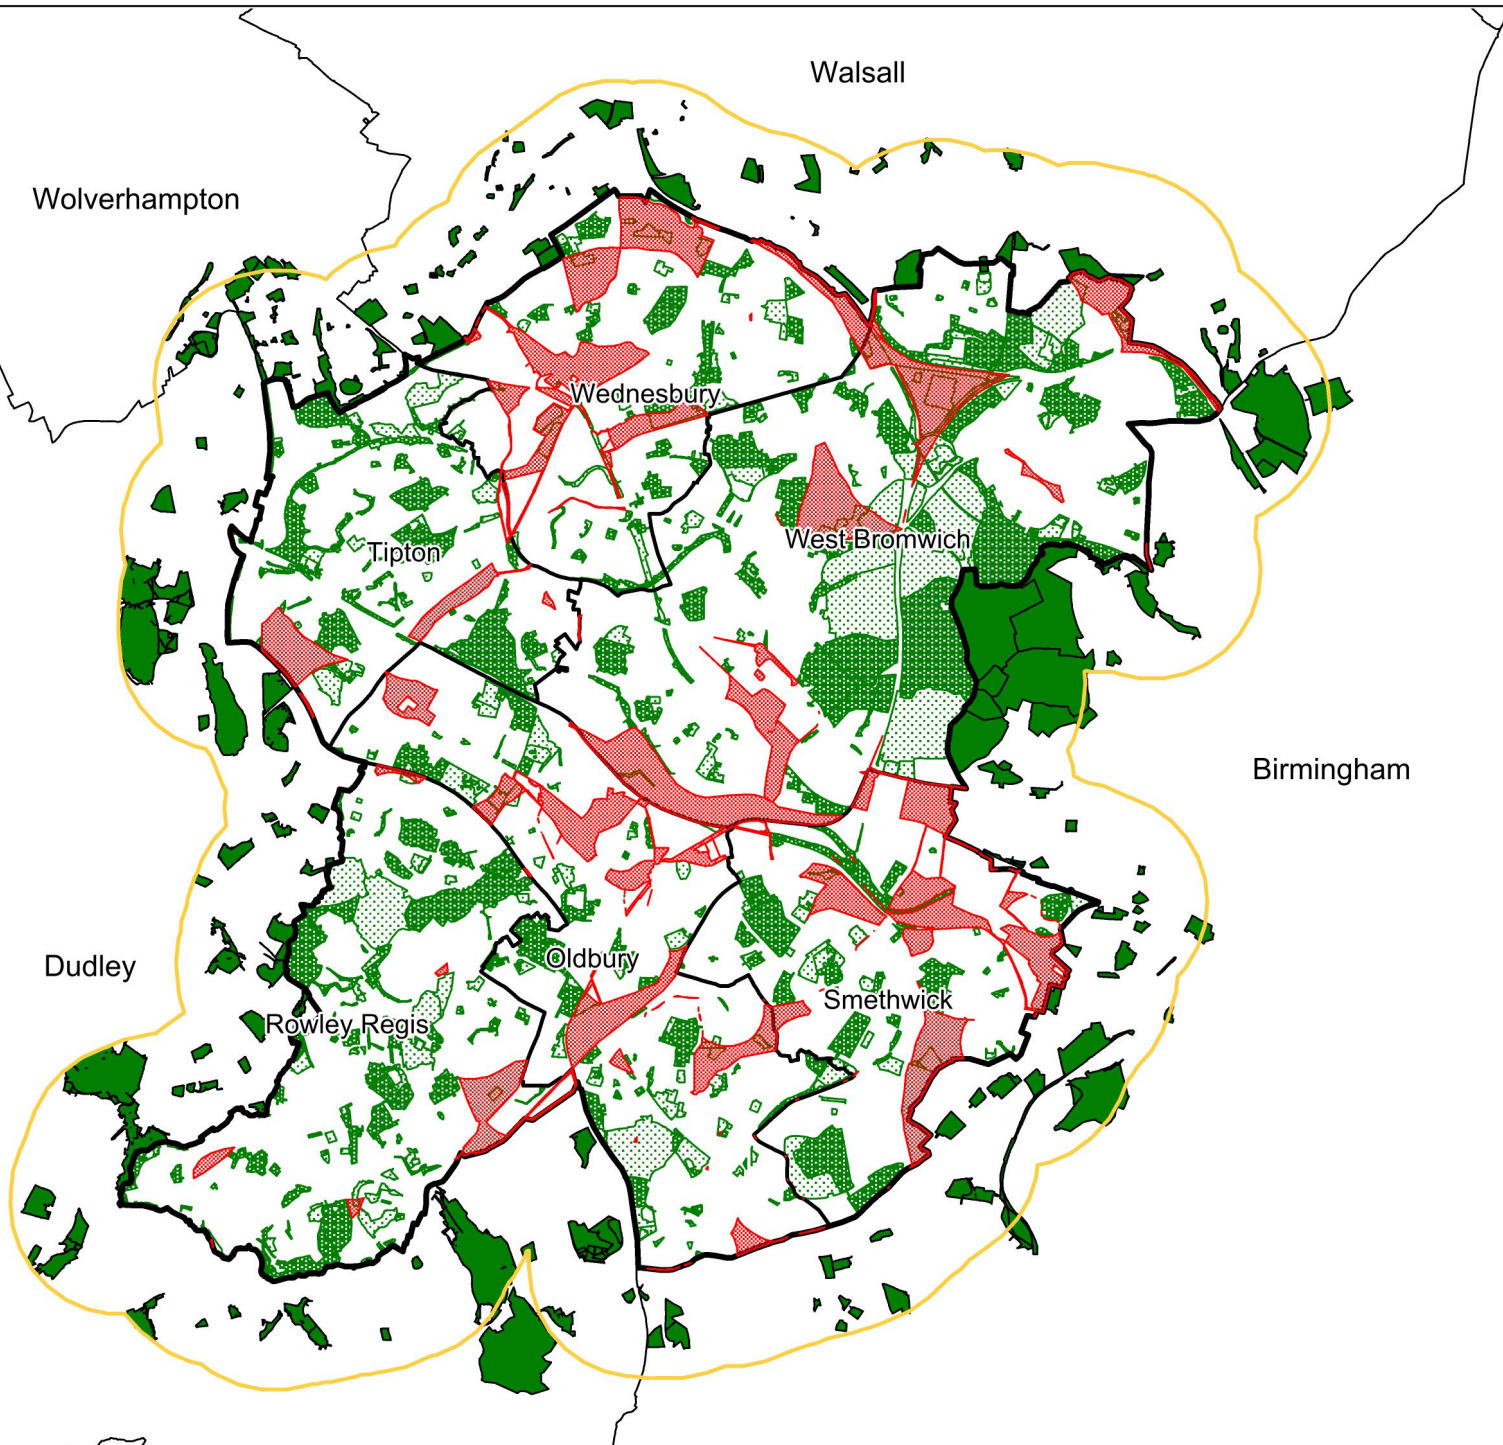 Walsall
Wolverhampton
Wednesbury
West Bromwich
Tipton
Birmingham
Oldbury
Dudley
Smethwick
Rowley Regis